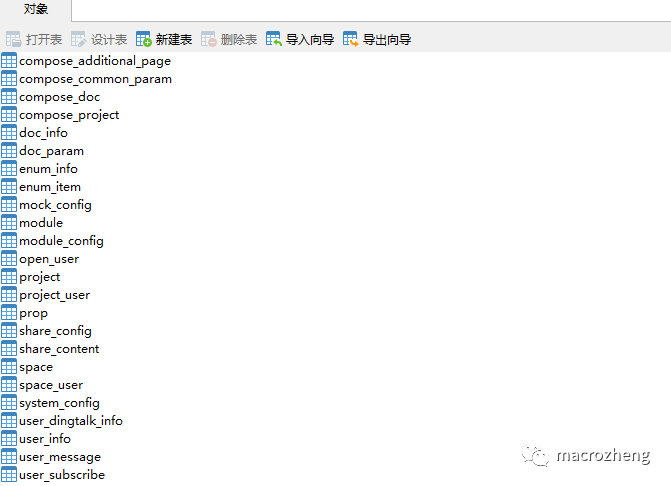 对象
打开表 设计表 新建表 删除表 导入向导 导出向导
compose_additional_page
compose_common_param
compose_doc
compose_project
doc_info
doc_param
enum_info
enum_item
mock_config
module
module_config
open_user
project
project_user
prop
share_config
share_content
space
space_user
system_config
user_dingtalk_info
user_info
user_message
user_subscribe
macrozheng